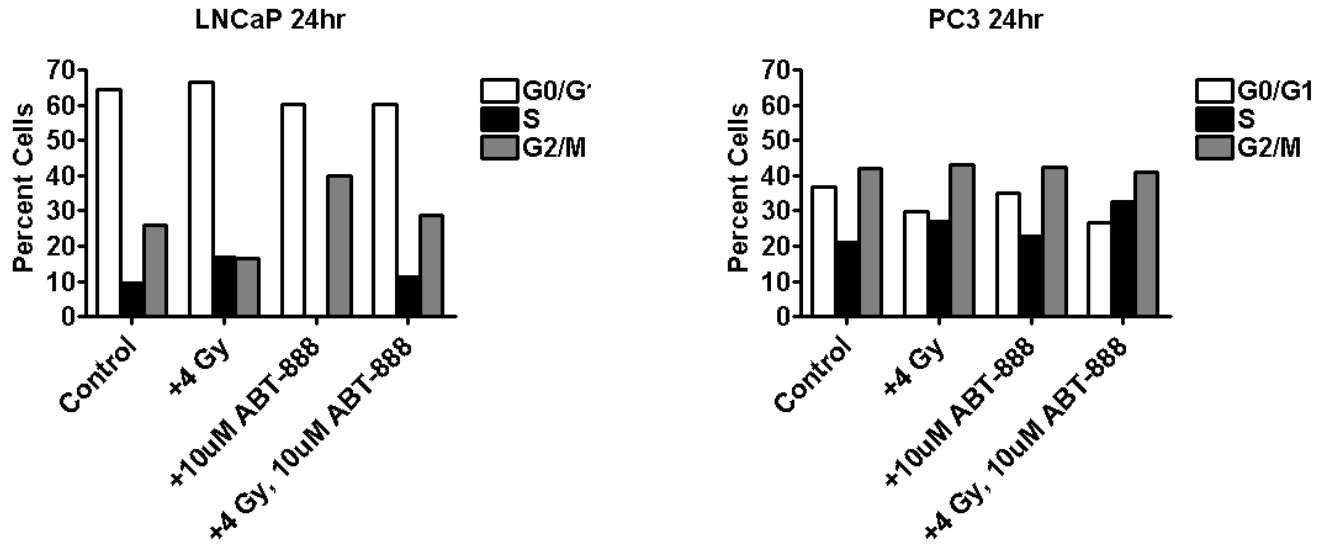 LNCaP 24hr
Percent Cells
70
60
50
40
30
20
10
0
G0/G1
S
G2/M
Control
+4 Gy
+10uM ABT-888
+4 Gy, 10uM ABT-888
PC3 24hr
Percent Cells
70
60
50
40
30
20
10
0
G0/G1
S
G2/M
Control
+4 Gy
+10uM ABT-888
+4 Gy, 10uM ABT-888